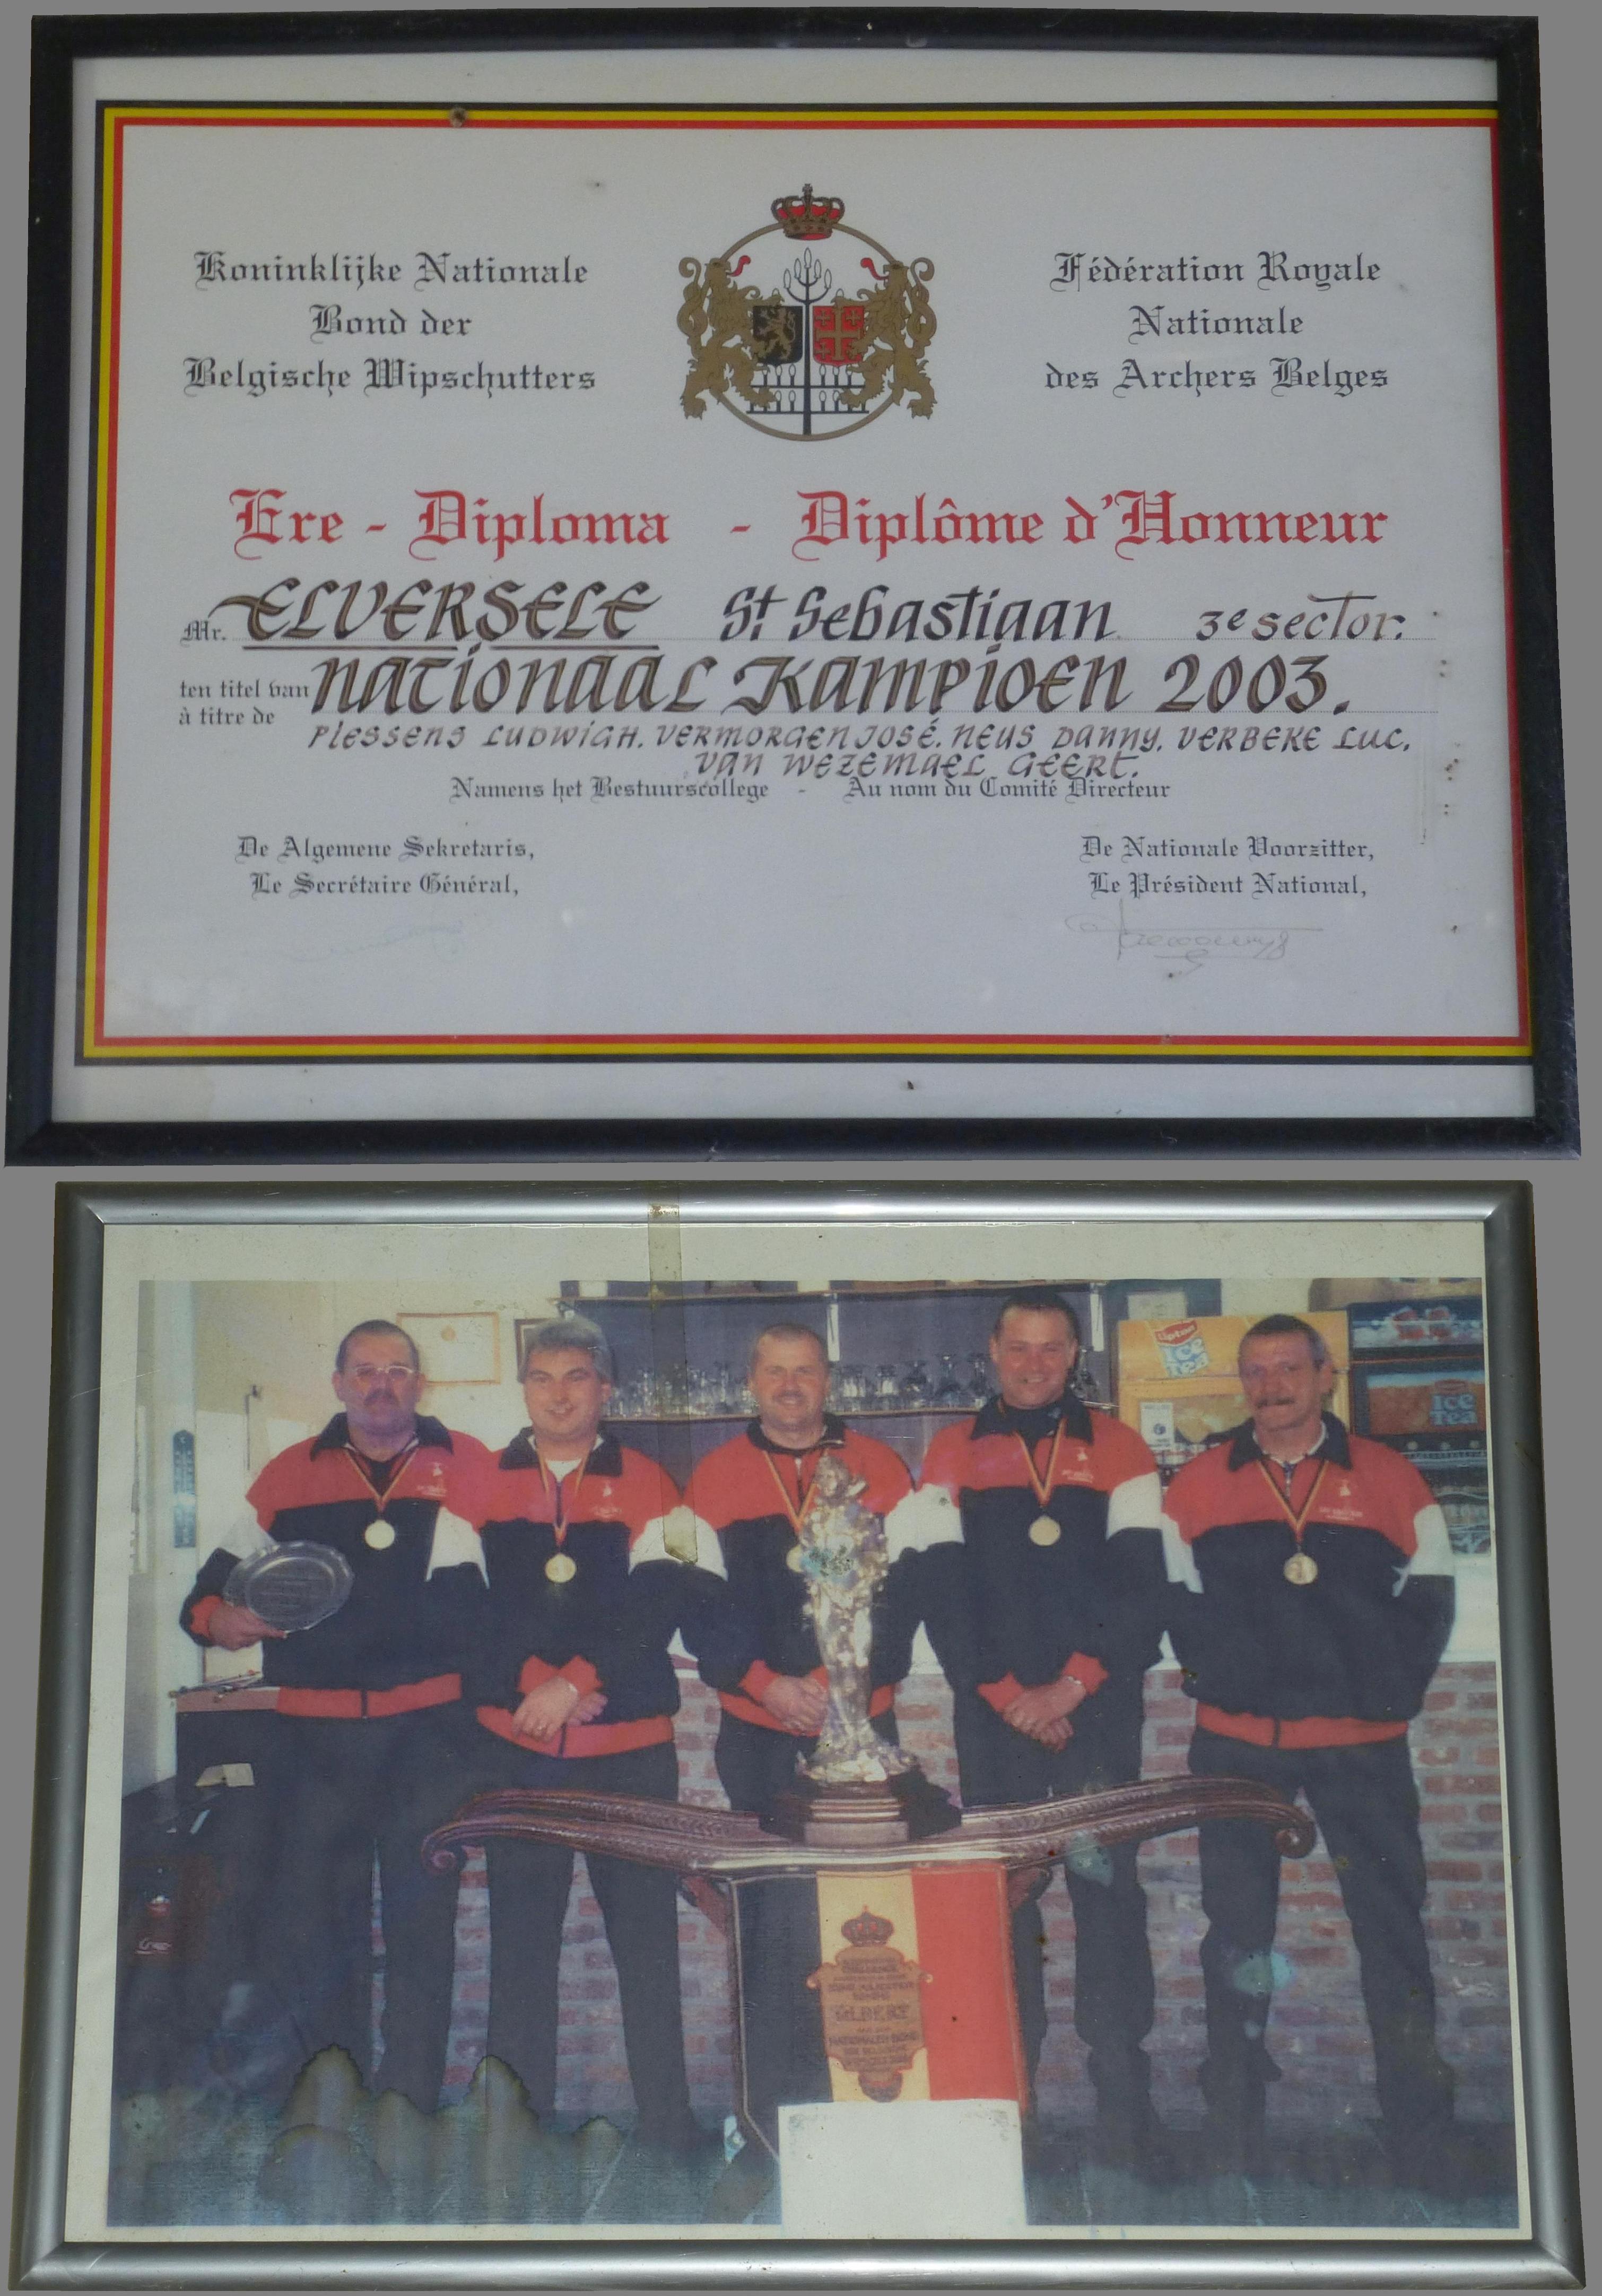 Koninklijke Nationale
Bond der
Belgische Wipschutters
Fédération Royale
Nationale
des Archers Belges
Ere - Diploma - Diplôme d'Honneur
Mr. ELVERSELE St Sebastiaan 3e sector.
ten titel van
à titre de
NATIONAAL KAMPIOEN 2003.
PLESSENS LUDWIGH. VERMORGEN JOSÉ. NEUS DANNY. VERBEKE LUC.
VAN WEZEMAEL GEERT.
Namens het Bestuurscollege - Au nom du Comité Directeur
De Algemene Sekretaris,
Le Secrétaire Général,
De Nationale Voorzitter,
Le Président National,
Lipton
ICE
TEA
ICE
TEA